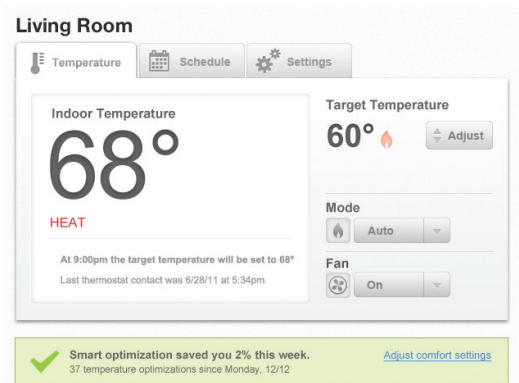 Living Room
Temperature
Schedule
Settings
Indoor Temperature
68°
HEAT
At 9:00pm the target temperature will be set to 68°
Last thermostat contact was 6/28/11 at 5:34pm
Target Temperature
60°
Adjust
Mode
Auto
Fan
On
Smart optimization saved you 2% this week.
37 temperature optimizations since Monday, 12/12
Adjust comfort settings